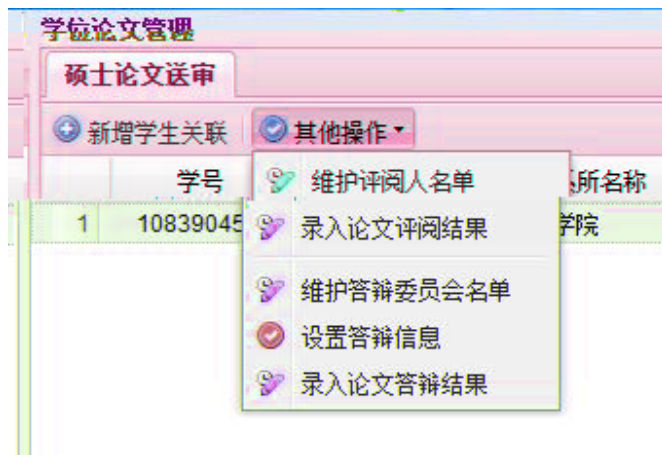 学位论文管理
硕士论文送审
新增学生关联 其他操作
学号 所名称
1 10839045 学院
维护评阅人名单
录入论文评阅结果
维护答辩委员会名单
设置答辩信息
录入论文答辩结果